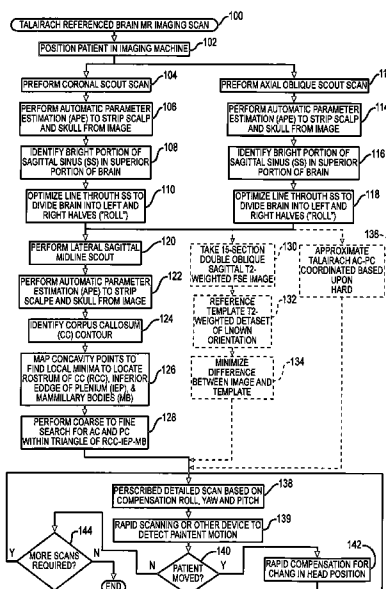 TALAIRACH REFERENCED BRAIN MR IMAGING SCAN
100
POSITION PATIENT IN IMAGING MACHINE
102
PREFORM CORONAL SCOUT SCAN
104
PERFORM AUTOMATIC PARAMETER
ESTIMATION (APE) TO STRIP SCALP
AND SKULL FROM IMAGE
106
IDENTIFY BRIGHT PORTION OF
SAGITTAL SINUS (SS) IN SUPERIOR
PORTION OF BRAIN
108
OPTIMIZE LINE THROUTH SS TO
DIVIDE BRAIN INTO LEFT AND
RIGHT HALVES ("ROLL")
110
PREFORM AXIAL OBLIQUE SCOUT SCAN
PERFORM AUTOMATIC PARAMETER
ESTIMATION (APE) TO STRIP SCALP
AND SKULL FROM IMAGE
114
IDENTIFY BRIGHT PORTION OF
SAGITTAL SINUS (SS) IN SUPERIOR
PORTION OF BRAIN
116
OPTIMIZE LINE THROUTH SS TO
DIVIDE BRAIN INTO LEFT AND
RIGHT HALVES ("ROLL")
118
PERFORM LATERAL SAGITTAL
MIDLINE SCOUT
120
PERFORM AUTOMATIC PARAMETER
ESTIMATION (APE) TO STRIP
SCALPE AND SKULL FROM IMAGE
122
IDENTIFY CORPUS CALLOSUM
(CC) CONTOUR
124
MAP CONCAVITY POINTS TO
FIND LOCAL MINIMA TO LOCATE
ROSTRUM OF CC (RCC), INFERIOR
EDDGE OF PLENIUM (IEP), &
MAMMILLARY BODIES (MB)
126
PERFORM COARSE TO FINE
SEARCH FOR AC AND PC
WITHIN TRIANGLE OF
RCC-IEP-MB
128
TAKE 15-SECTION
DOUBLE OBLIQUE
SAGITAL T2-
WEIGHTED FSE IMAGE
130
REFERENCE
TEMPLATE T2-
WEIGHTED DATSET OF
LNOWN
ORIENTATION
132
MINIMIZE
DIFFERENCE
BETWEEN IMAGE AND
TEMPLATE
134
APPROXIMATE
TALAIRACH AC-PC
COORDINATED BASED
UPON
HARD
136
PERSCRIBED DETAILED SCAN BASED ON
COMPENSATION ROLL, YAW AND PITCH
138
RAPID SCANNING OR OTHER DEVICE TO
DETECT PAINTENT MOTION
139
PATIENT
MOVED?
140
N
Y
RAPID COMPENSATION FOR
CHANG IN HEAD POSITION
142
MORE SCANS
REQUIRED?
144
Y
N
END